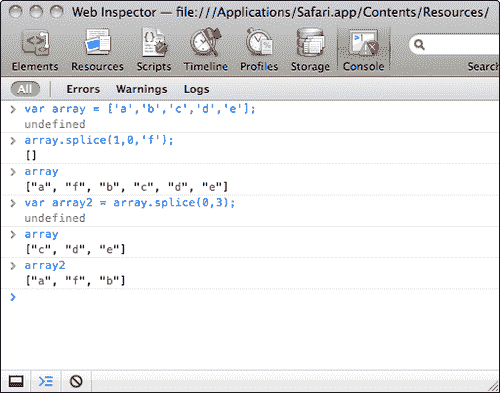 Web Inspector — file:///Applications/Safari.app/Contents/Resources/
Elements Resources Scripts Timeline Profiles Storage Console Search
All Errors Warnings Logs
> var array = ['a','b','c','d','e'];
undefined
> array.splice(1,0,'f');
[]
> array
["a", "f", "b", "c", "d", "e"]
> var array2 = array.splice(0,3);
undefined
> array
["c", "d", "e"]
> array2
["a", "f", "b"]
>